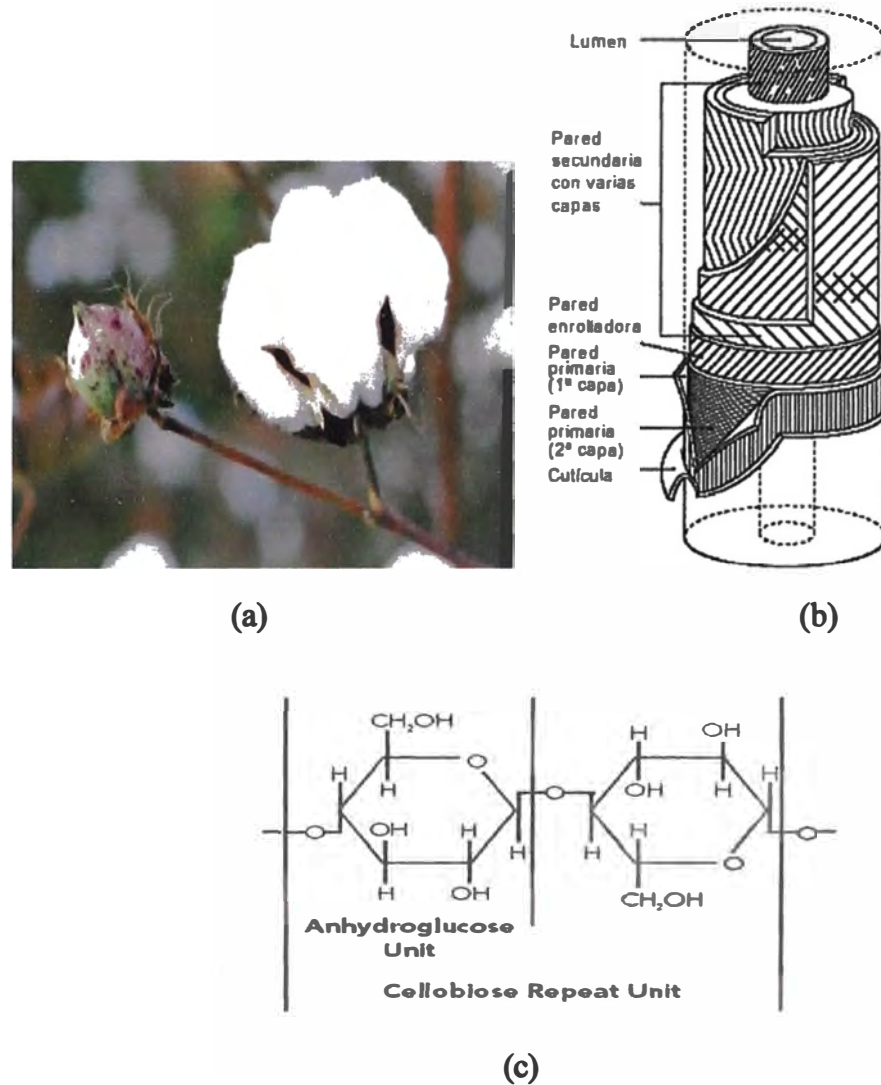 Lumen
Pared
secundaria
con varias
capas
Pared
enrolladora
Pared
primaria
(1ª capa)
Pared
primaria
(2ª capa)
Cutícula
(a)
(b)
CH₂OH
O
H
H
OH
H
H
H
OH
O
O
H
H
OH
OH
H
H
H
O
CH₂OH
O
Anhydroglucose
Unit
Cellobiose Repeat Unit
(c)